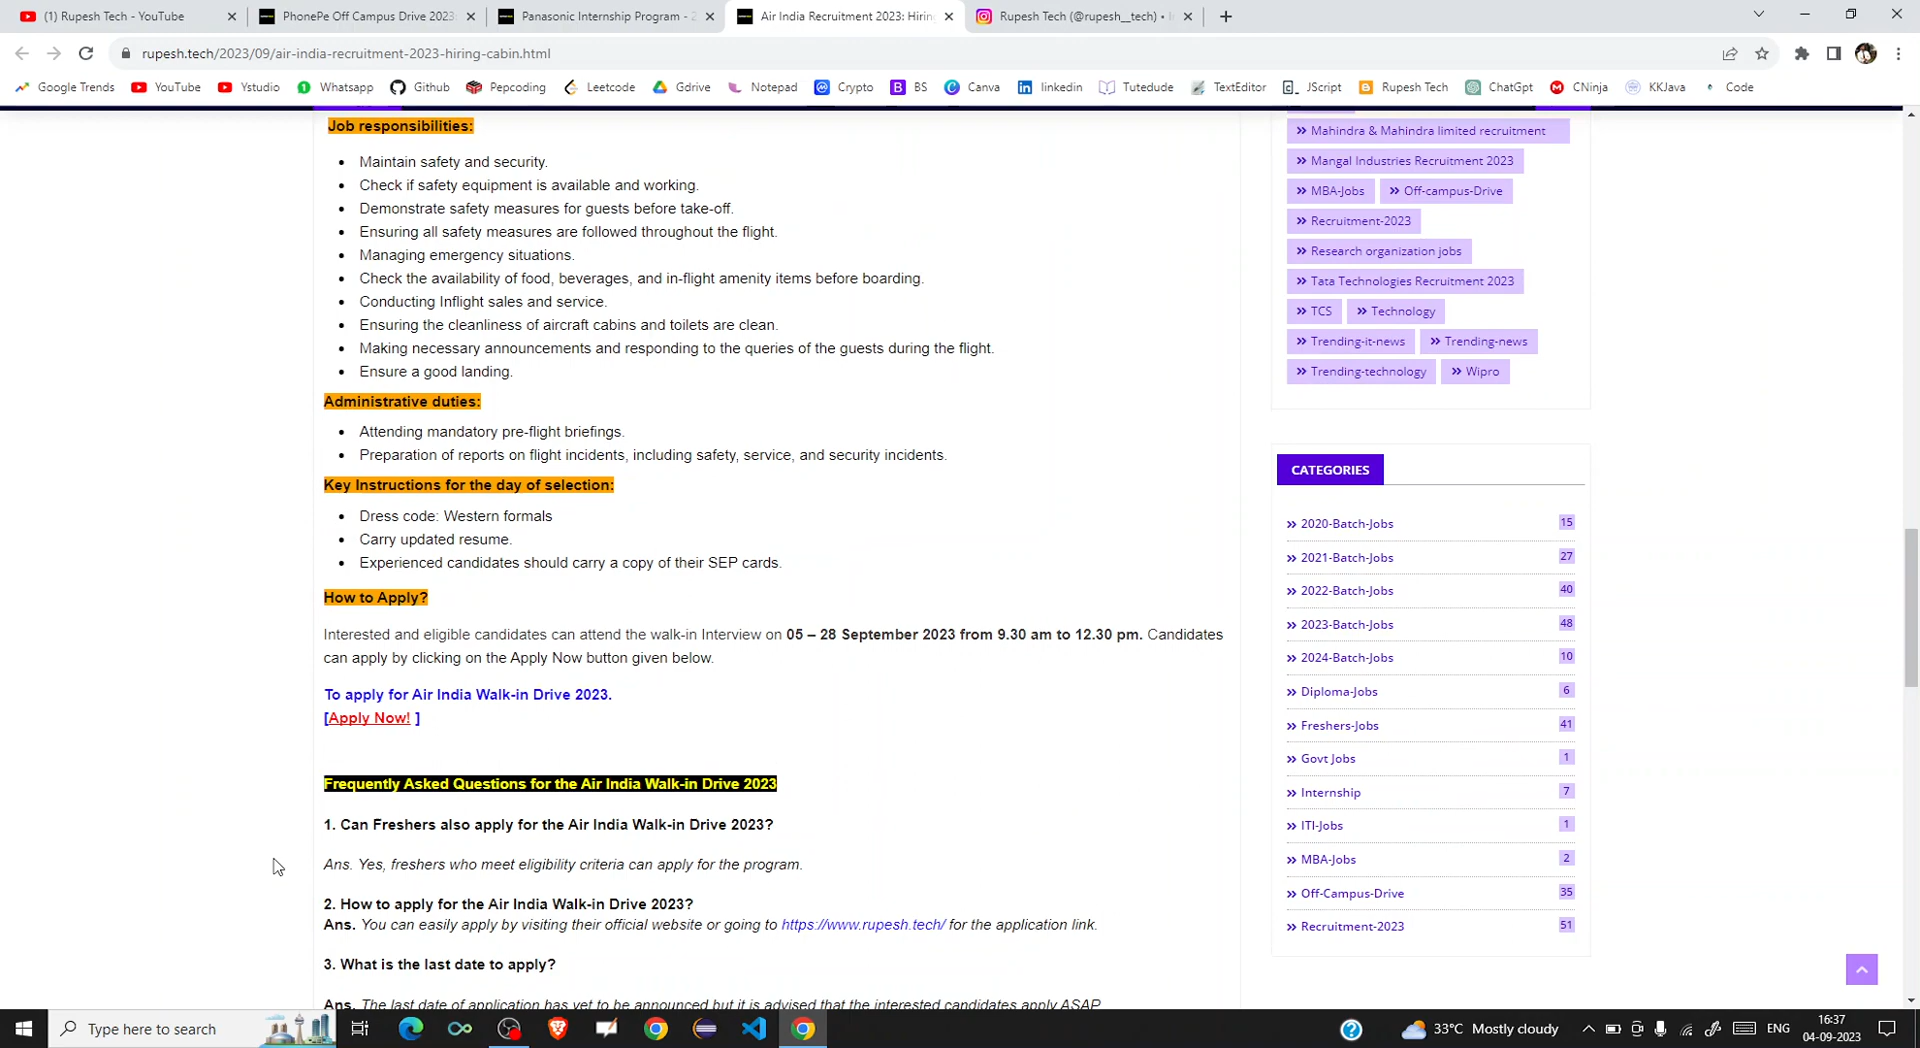 (1) Rupesh Tech - YouTube
PhonePe Off Campus Drive 2023:
Panasonic Internship Program - 2
Air India Recruitment 2023: Hirin
Rupesh Tech (@rupesh__tech) •
rupesh.tech/2023/09/air-india-recruitment-2023-hiring-cabin.html
Google Trends YouTube Ystudio Whatsapp Github Pepcoding Leetcode Gdrive Notepad Crypto BS Canva linkedin Tutedude TextEditor JScript Rupesh Tech ChatGpt CNinja KKJava Code
Job responsibilities:
Maintain safety and security.
Check if safety equipment is available and working.
Demonstrate safety measures for guests before take-off.
Ensuring all safety measures are followed throughout the flight.
Managing emergency situations.
Check the availability of food, beverages, and in-flight amenity items before boarding.
Conducting Inflight sales and service.
Ensuring the cleanliness of aircraft cabins and toilets are clean.
Making necessary announcements and responding to the queries of the guests during the flight.
Ensure a good landing.
Administrative duties:
Attending mandatory pre-flight briefings.
Preparation of reports on flight incidents, including safety, service, and security incidents.
Key Instructions for the day of selection:
Dress code: Western formals
Carry updated resume.
Experienced candidates should carry a copy of their SEP cards.
How to Apply?
Interested and eligible candidates can attend the walk-in Interview on 05 – 28 September 2023 from 9.30 am to 12.30 pm. Candidates
can apply by clicking on the Apply Now button given below.
To apply for Air India Walk-in Drive 2023.
[Apply Now! ]
Frequently Asked Questions for the Air India Walk-in Drive 2023
1. Can Freshers also apply for the Air India Walk-in Drive 2023?
Ans. Yes, freshers who meet eligibility criteria can apply for the program.
2. How to apply for the Air India Walk-in Drive 2023?
Ans. You can easily apply by visiting their official website or going to https://www.rupesh.tech/ for the application link.
3. What is the last date to apply?
Ans. The last date of application has yet to be announced but it is advised that the interested candidates apply ASAP
Mahindra & Mahindra limited recruitment
Mangal Industries Recruitment 2023
MBA-Jobs Off-campus-Drive
Recruitment-2023
Research organization jobs
Tata Technologies Recruitment 2023
TCS Technology
Trending-it-news Trending-news
Trending-technology Wipro
CATEGORIES
2020-Batch-Jobs 15
2021-Batch-Jobs 27
2022-Batch-Jobs 40
2023-Batch-Jobs 48
2024-Batch-Jobs 10
Diploma-Jobs 6
Freshers-Jobs 41
Govt Jobs 1
Internship 7
ITI-Jobs 1
MBA-Jobs 2
Off-Campus-Drive 35
Recruitment-2023 51
Type here to search
33°C Mostly cloudy
ENG
16:37
04-09-2023